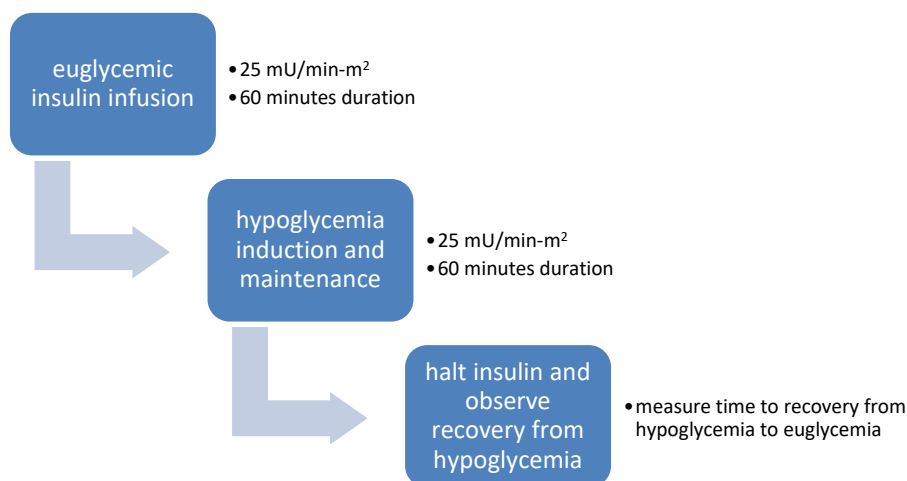 euglycemic
insulin infusion
•25 mU/min-m²
•60 minutes duration
hypoglycemia
induction and
maintenance
•25 mU/min-m²
•60 minutes duration
halt insulin and
observe
recovery from
hypoglycemia
•measure time to recovery from
hypoglycemia to euglycemia